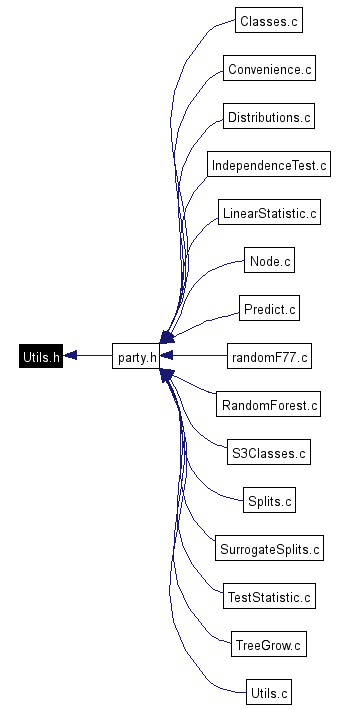 Classes.c
Convenience.c
Distributions.c
IndependenceTest.c
LinearStatistic.c
Node.c
Predict.c
Utils.h
party.h
randomF77.c
RandomForest.c
S3Classes.c
Splits.c
SurrogateSplits.c
TestStatistic.c
TreeGrow.c
Utils.c